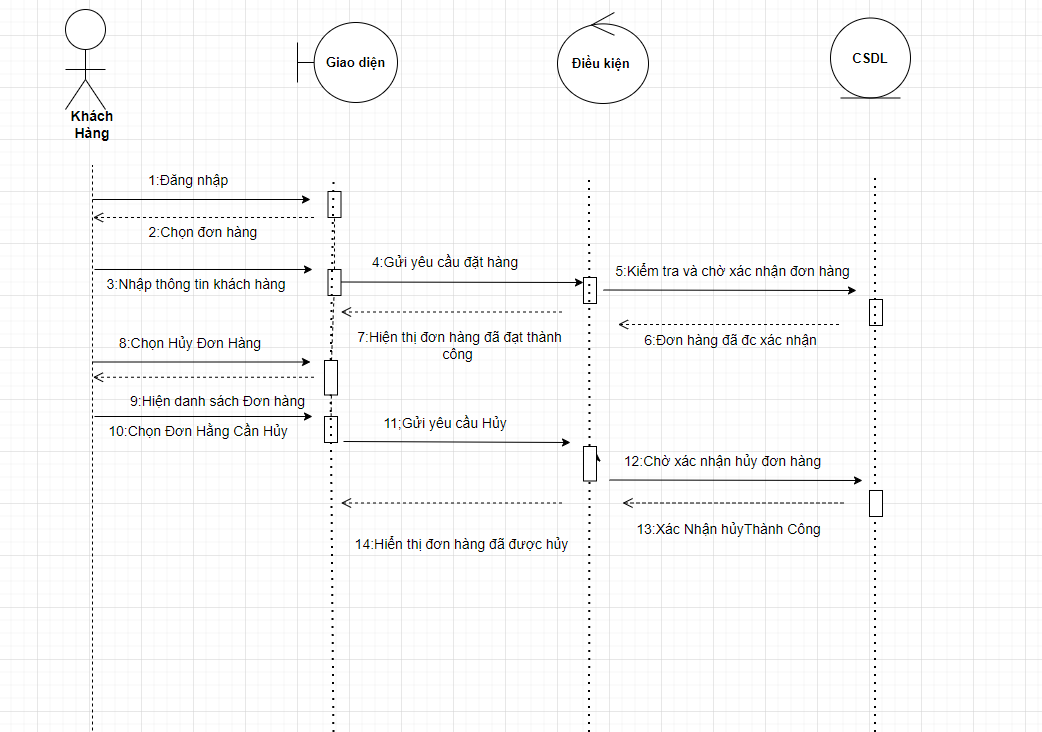 Khách
Hàng
Giao diện
Điều kiện
CSDL
1:Đăng nhập
2:Chọn đơn hàng
3:Nhập thông tin khách hàng
4:Gửi yêu cầu đặt hàng
5:Kiểm tra và chờ xác nhận đơn hàng
6:Đơn hàng đã đc xác nhận
7:Hiện thị đơn hàng đã đạt thành
công
8:Chọn Hủy Đơn Hàng
9:Hiện danh sách Đơn hàng
10:Chọn Đơn Hằng Cần Hủy
11;Gửi yêu cầu Hủy
12:Chờ xác nhận hủy đơn hàng
13:Xác Nhận hủyThành Công
14:Hiển thị đơn hàng đã được hủy